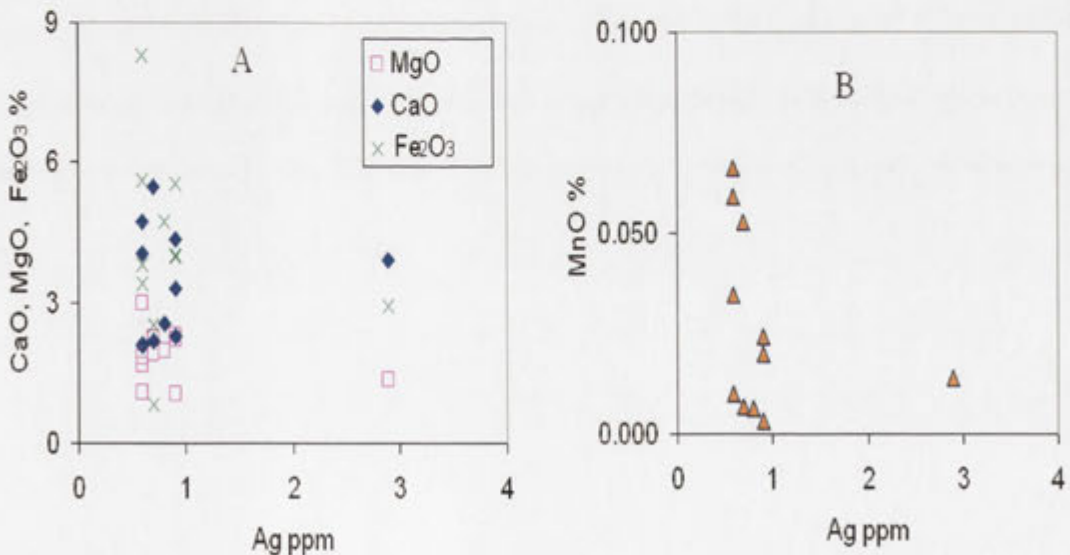 A
MgO
CaO
Fe₂O₃
CaO, MgO, Fe₂O₃ %
9
6
3
0
0 1 2 3 4
Ag ppm
B
MnO %
0.100
0.050
0.000
0 1 2 3 4
Ag ppm